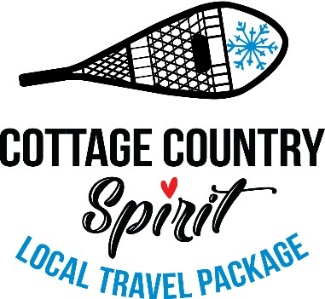 COTTAGE COUNTRY
Spirit
LOCAL TRAVEL PACKAGE